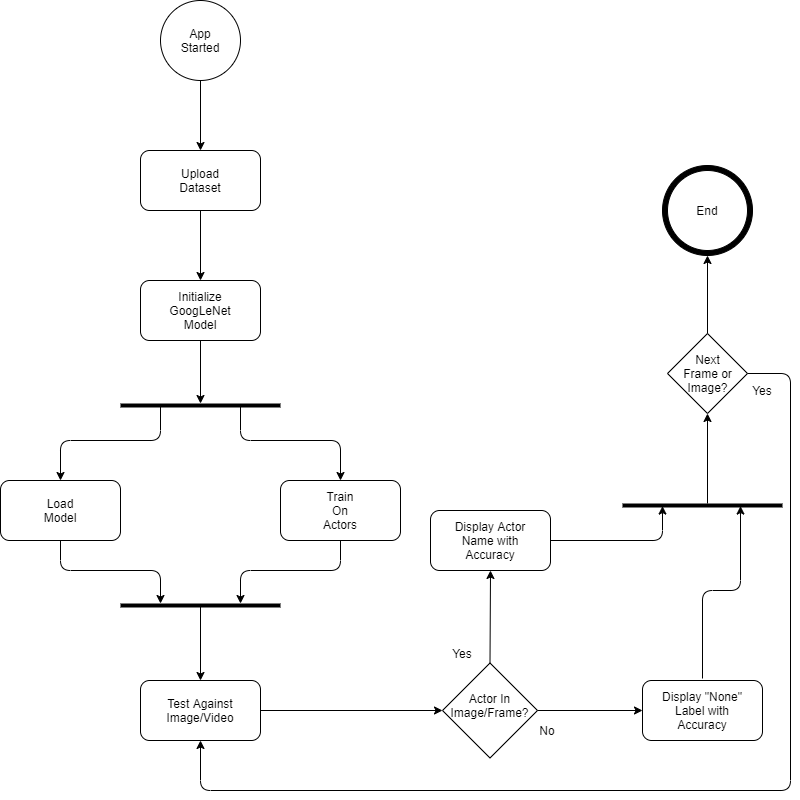 App
Started
Upload
Dataset
Initialize
GoogLeNet
Model
Load
Model
Train
On
Actors
Test Against
Image/Video
Actor In
Image/Frame?
Yes
No
Display Actor
Name with
Accuracy
Display "None"
Label with
Accuracy
Next
Frame or
Image?
Yes
End